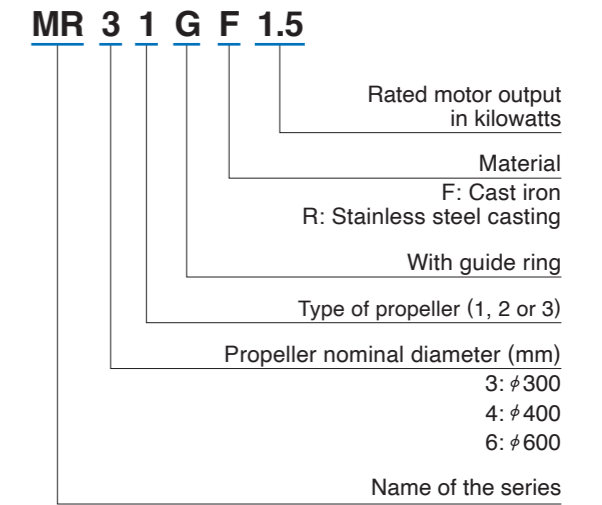 MR 3 1 G F 1.5
Rated motor output
in kilowatts
Material
F: Cast iron
R: Stainless steel casting
With guide ring
Type of propeller (1, 2 or 3)
Propeller nominal diameter (mm)
3: φ300
4: φ400
6: φ600
Name of the series